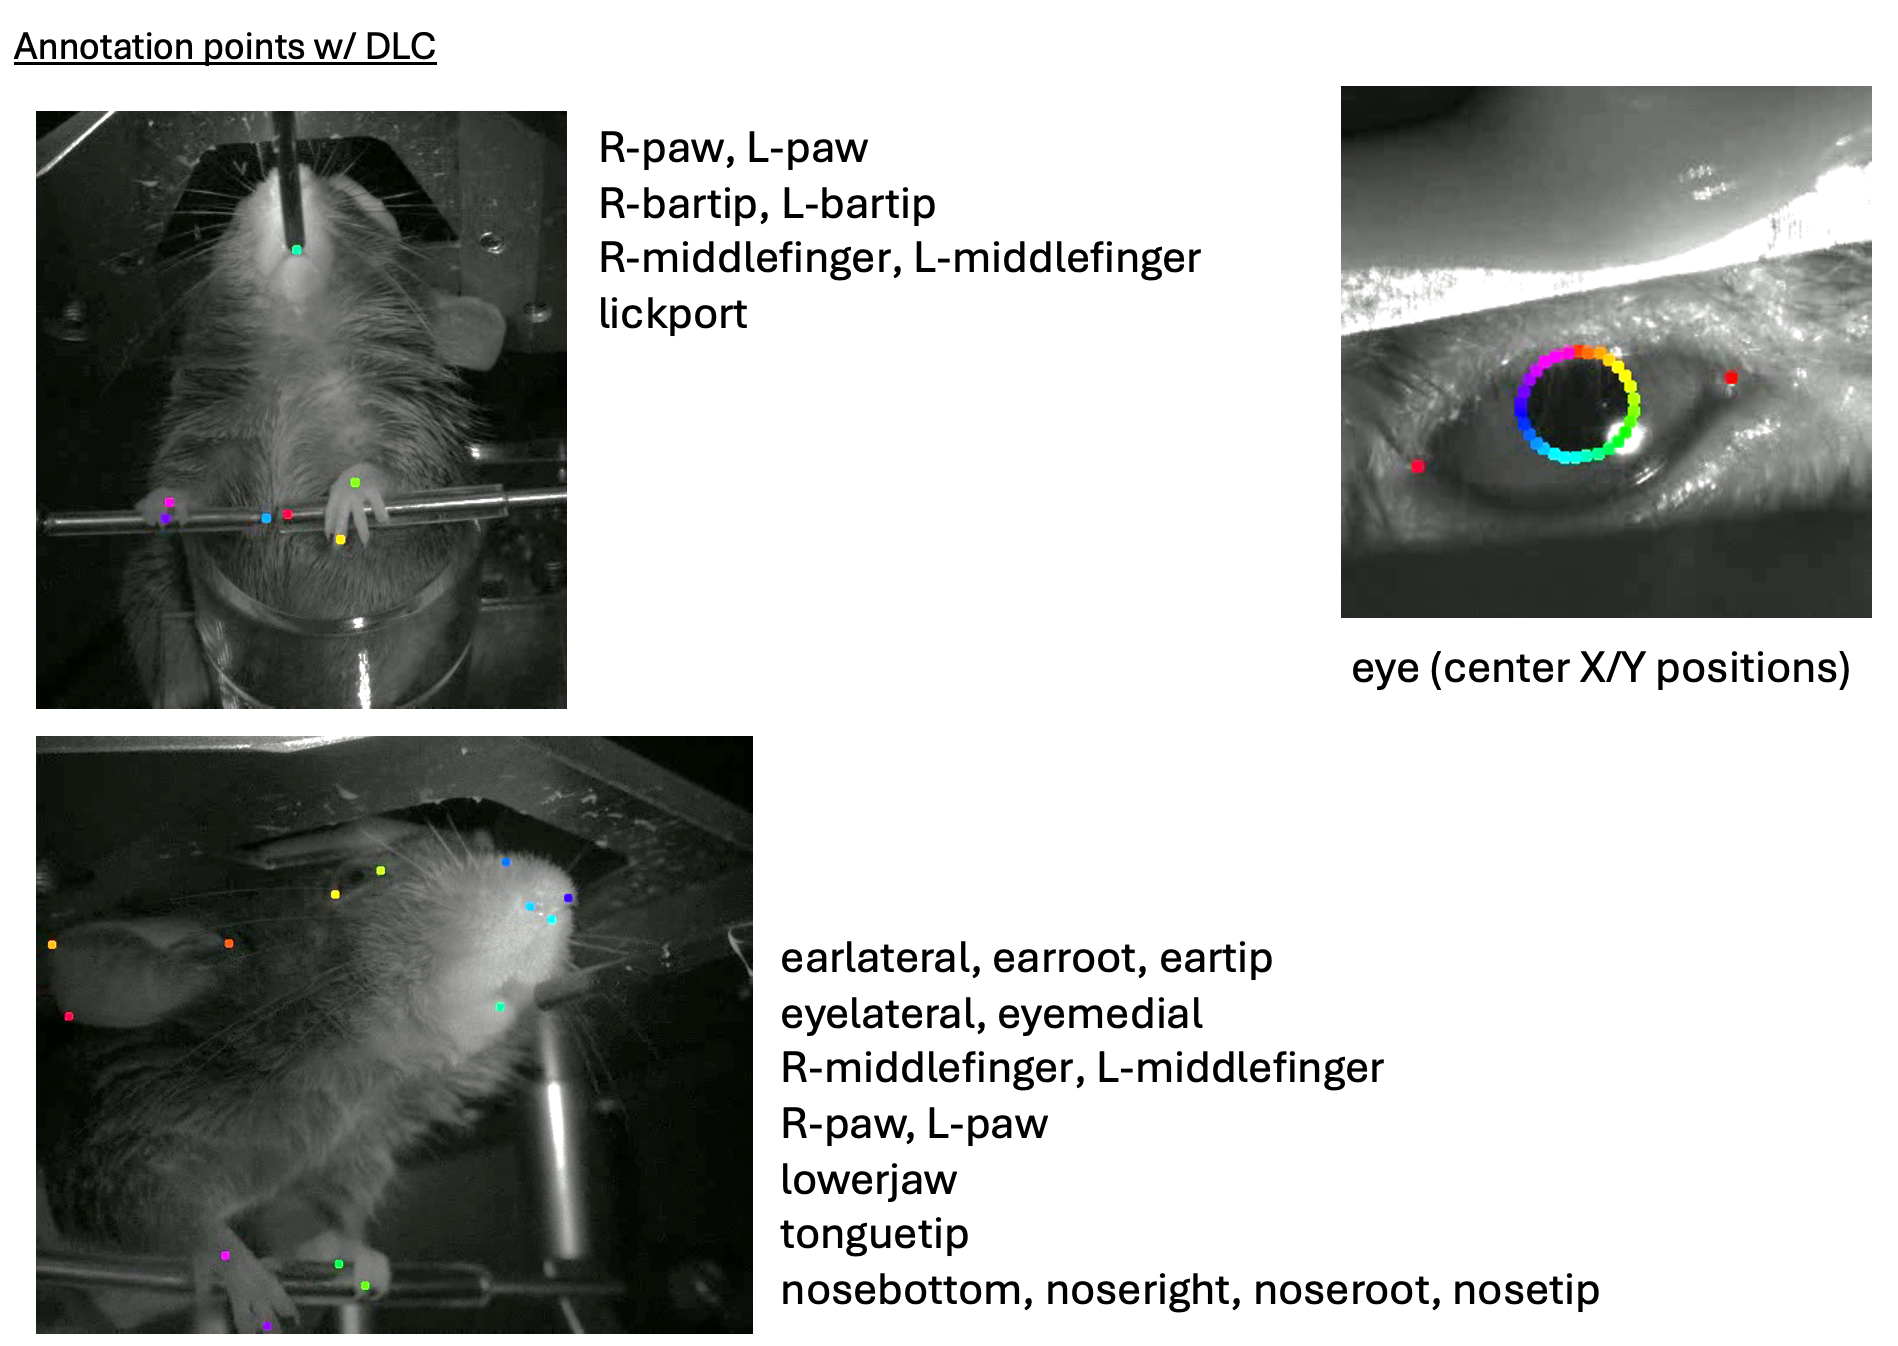 Annotation points w/ DLC
R-paw, L-paw
R-bartip, L-bartip
R-middlefinger, L-middlefinger
lickport
eye (center X/Y positions)
earlateral, earroot, eartip
eyelateral, eyemedial
R-middlefinger, L-middlefinger
R-paw, L-paw
lowerjaw
tonguetip
nosebottom, noseright, noseroot, nosetip